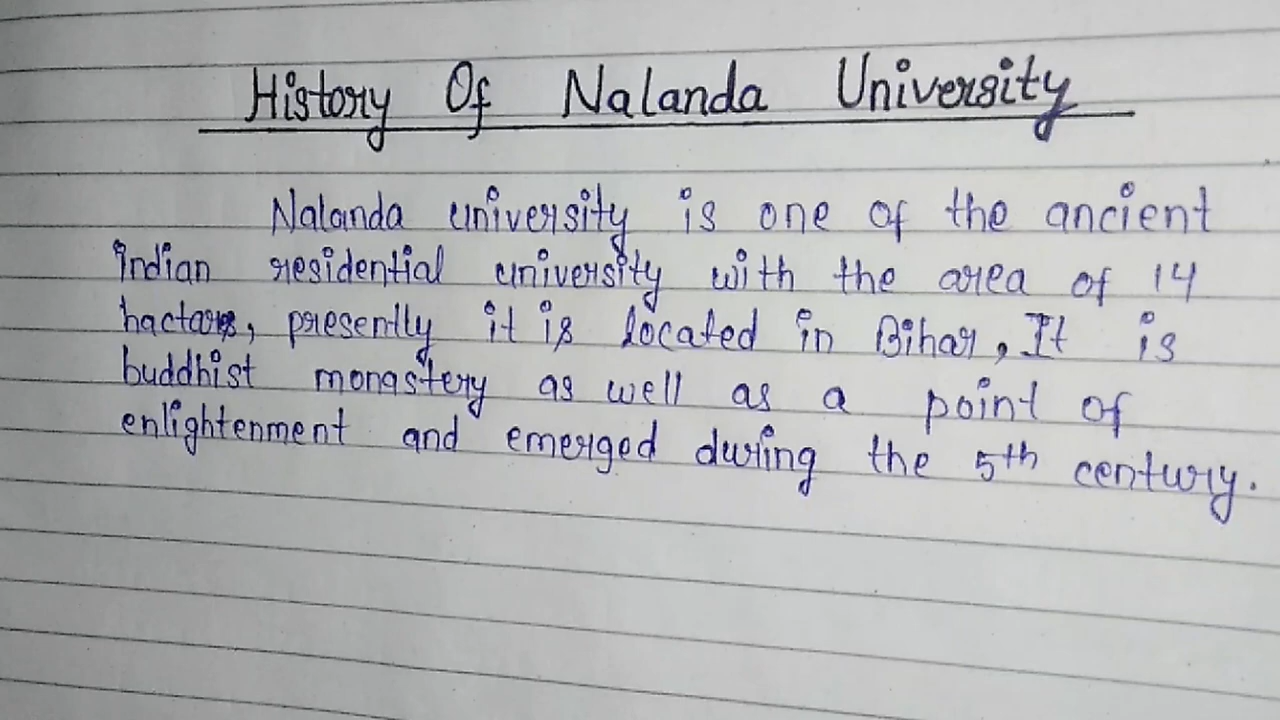 History Of Nalanda University
Nalanda university is one of the ancient
indian residential university with the area of 14
hactares, presently it is located in Bihar, It is
buddhist monastery as well as a point of
enlightenment and emerged during the 5th century.